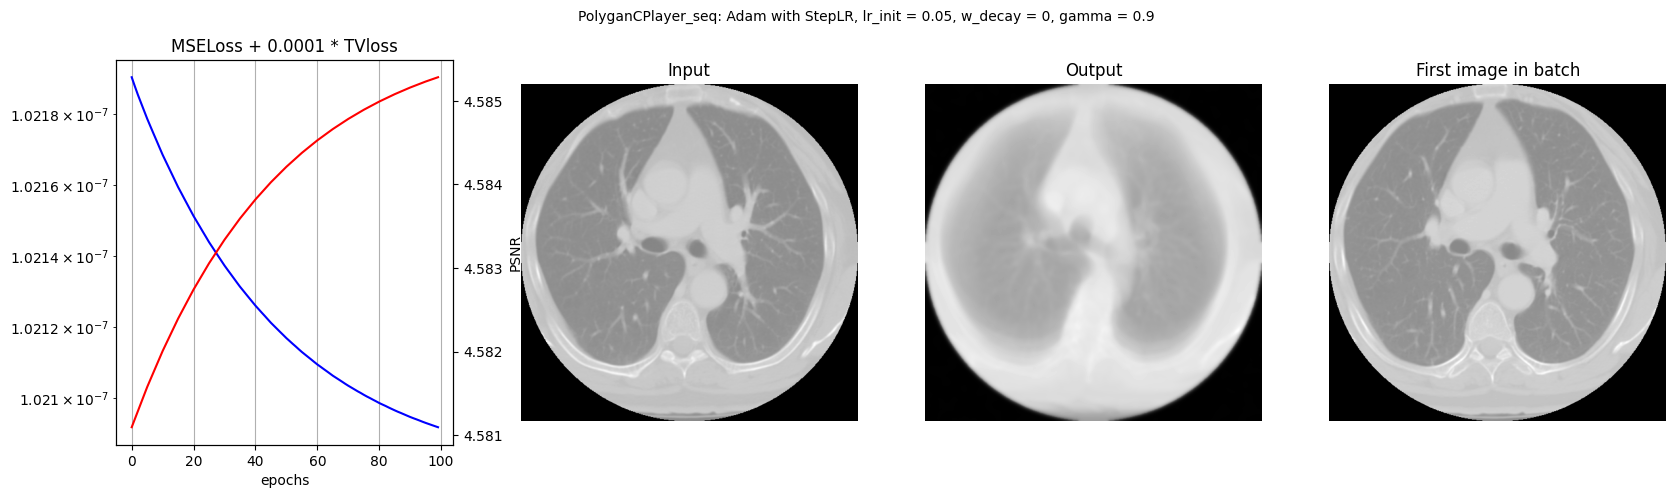 PolyganCPlayer_seq: Adam with StepLR, lr_init = 0.05, w_decay = 0, gamma = 0.9
MSELoss + 0.0001 * TVloss
1.0218 × 10⁻⁷
1.0216 × 10⁻⁷
1.0214 × 10⁻⁷
1.0212 × 10⁻⁷
1.021 × 10⁻⁷
0 20 40 60 80 100
epochs
4.585
4.584
4.583
4.582
4.581
PSNR
Input
Output
First image in batch